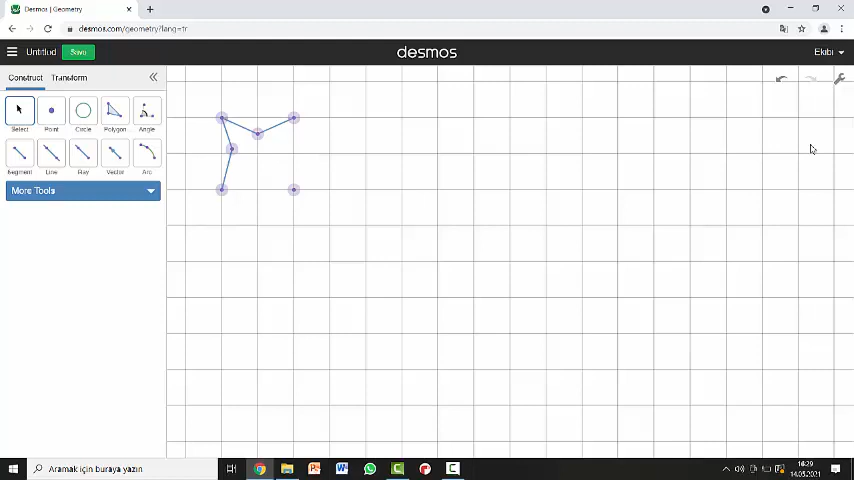 Desmos | Geometry
desmos.com/geometry?lang=tr
Untitled
Save
desmos
Ekibi
Construct
Transform
Select
Point
Circle
Polygon
Angle
Segment
Line
Ray
Vector
Arc
More Tools
Aramak için buraya yazın
16:29
14.05.2021